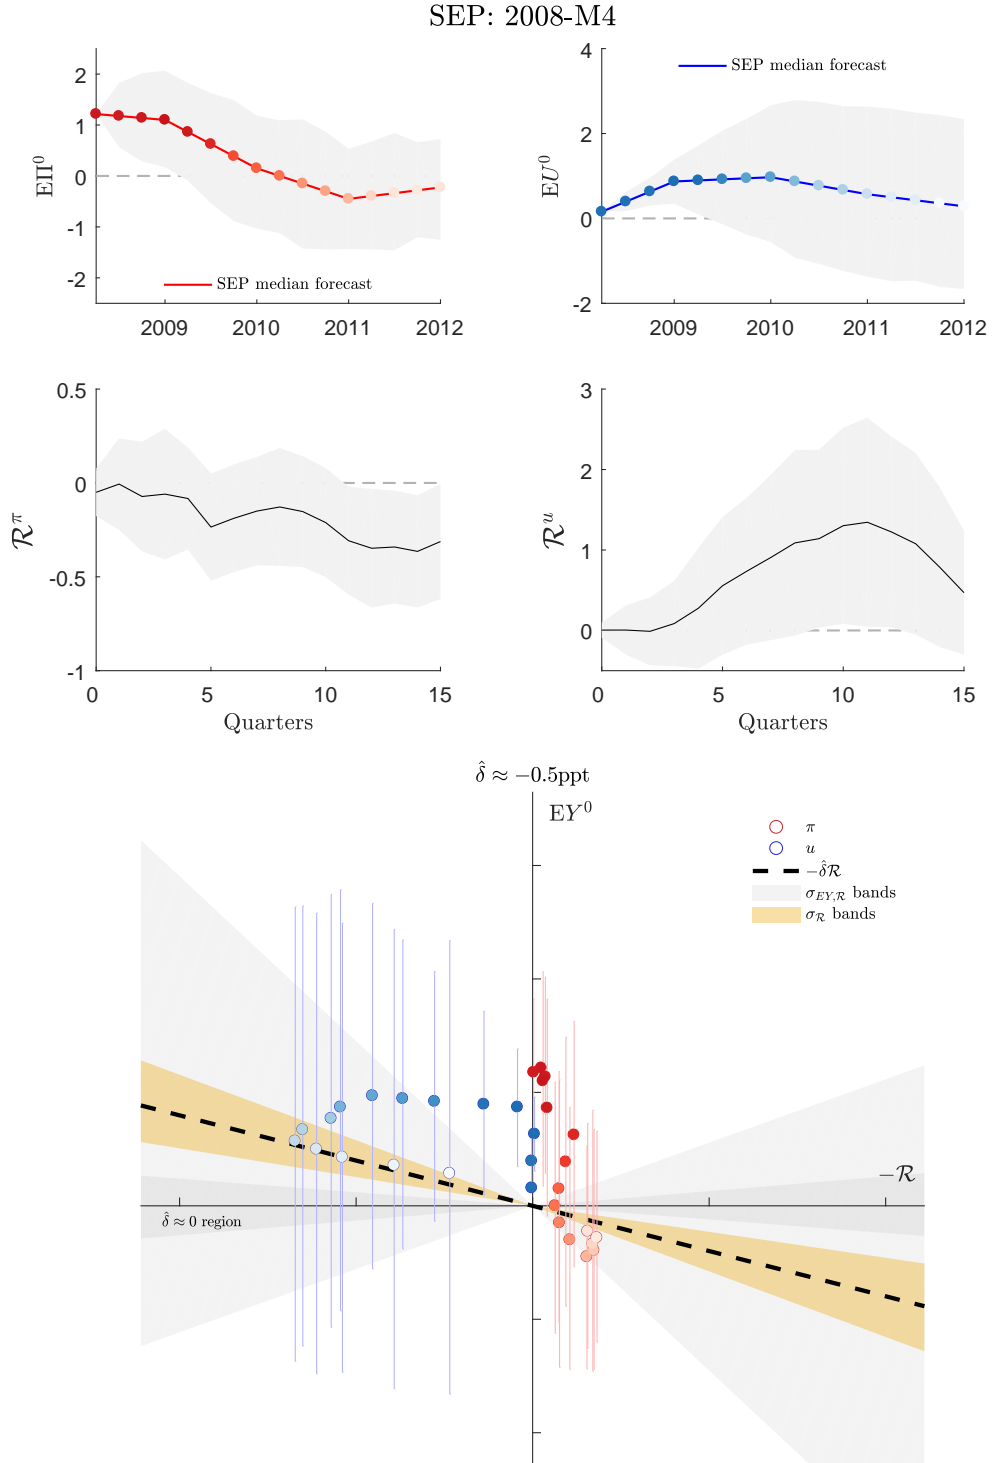 SEP: 2008-M4
EΠ⁰
2
1
0
-1
-2
SEP median forecast
2009
2010
2011
2012
EU⁰
4
2
0
-2
SEP median forecast
2009
2010
2011
2012
ℛ^π
0.5
0
-0.5
-1
0
5
10
15
Quarters
ℛ^u
3
2
1
0
0
5
10
15
Quarters
δ̂ ≈ −0.5ppt
EY⁰
π
u
−δ̂ℛ
σ_{EY,ℛ} bands
σ_ℛ bands
−ℛ
δ̂ ≈ 0 region